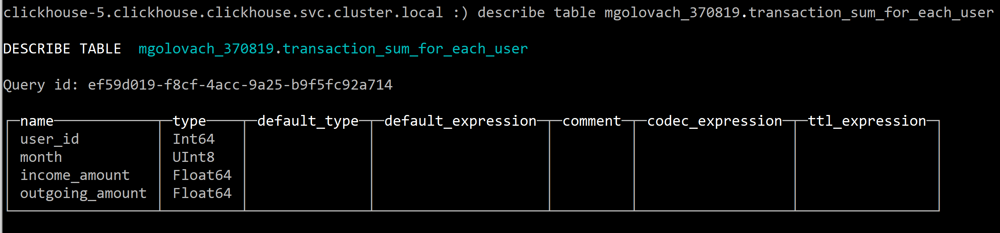 clickhouse-5.clickhouse.clickhouse.svc.cluster.local :) describe table mgolovach_370819.transaction_sum_for_each_user
DESCRIBE TABLE mgolovach_370819.transaction_sum_for_each_user
Query id: ef59d019-f8cf-4acc-9a25-b9f5fc92a714
name type default_type default_expression comment codec_expression ttl_expression
user_id Int64
month UInt8
income_amount Float64
outgoing_amount Float64